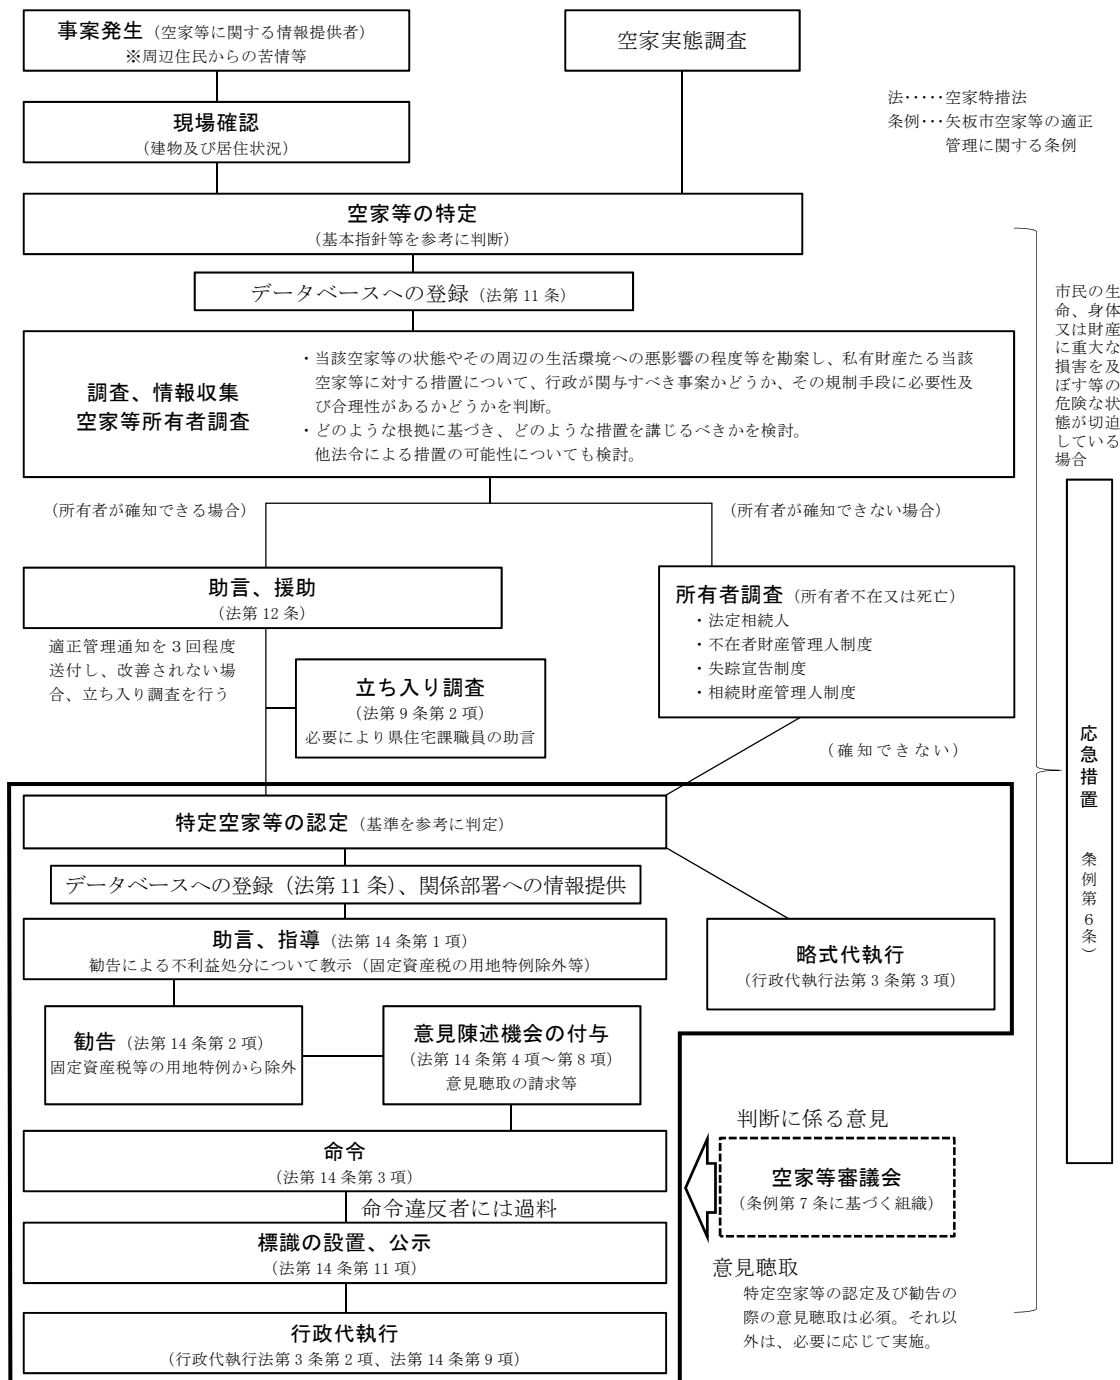 事案発生（空家等に関する情報提供者）
※周辺住民からの苦情等
空家実態調査
法・・・・・空家特措法
条例・・・矢板市空家等の適正
管理に関する条例
現場確認
（建物及び居住状況）
空家等の特定
（基本指針等を参考に判断）
データベースへの登録（法第11条）
調査、情報収集
空家等所有者調査
・当該空家等の状態やその周辺の生活環境への悪影響の程度等を勘案し、私有財産たる当該
空家等に対する措置について、行政が関与すべき事案かどうか、その規制手段に必要性及
び合理性があるかどうかを判断。
・どのような根拠に基づき、どのような措置を講じるべきかを検討。
他法令による措置の可能性についても検討。
市民の生
命、身体
又は財産
に重大な
損害を及
ぼす等の
危険な状
態が切迫
している
場合
（所有者が確知できる場合）
（所有者が確知できない場合）
助言、援助
（法第12条）
適正管理通知を３回程度
送付し、改善されない場
合、立ち入り調査を行う
立ち入り調査
（法第9条第2項）
必要により県住宅課職員の助言
所有者調査（所有者不在又は死亡）
・法定相続人
・不在者財産管理人制度
・失踪宣告制度
・相続財産管理人制度
（確知できない）
応急措置　条例第６条）
特定空家等の認定（基準を参考に判定）
データベースへの登録（法第11条）、関係部署への情報提供
助言、指導（法第14条第1項）
勧告による不利益処分について教示（固定資産税の用地特例除外等）
略式代執行
（行政代執行法第3条第3項）
勧告（法第14条第2項）
固定資産税等の用地特例から除外
意見陳述機会の付与
（法第14条第4項～第8項）
意見聴取の請求等
命令
（法第14条第3項）
命令違反者には過料
標識の設置、公示
（法第14条第11項）
行政代執行
（行政代執行法第3条第2項、法第14条第9項）
判断に係る意見
空家等審議会
（条例第7条に基づく組織）
意見聴取
特定空家等の認定及び勧告の
際の意見聴取は必須。それ以
外は、必要に応じて実施。